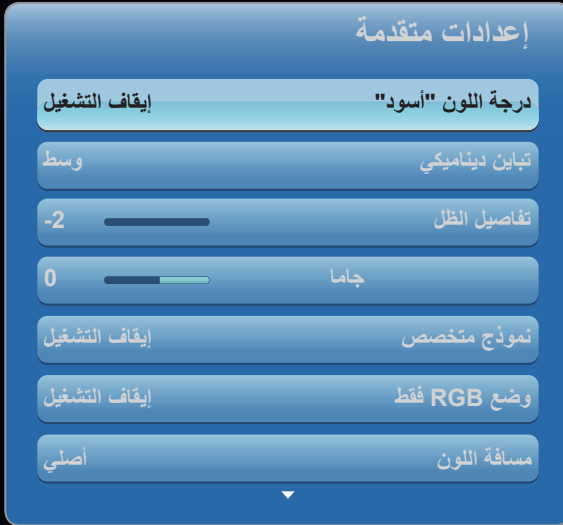 إعدادات متقدمة
درجة اللون "أسود" إيقاف التشغيل
تباين ديناميكي وسط
تفاصيل الظل -2
جاما 0
نموذج متخصص إيقاف التشغيل
وضع RGB فقط إيقاف التشغيل
مسافة اللون أصلي